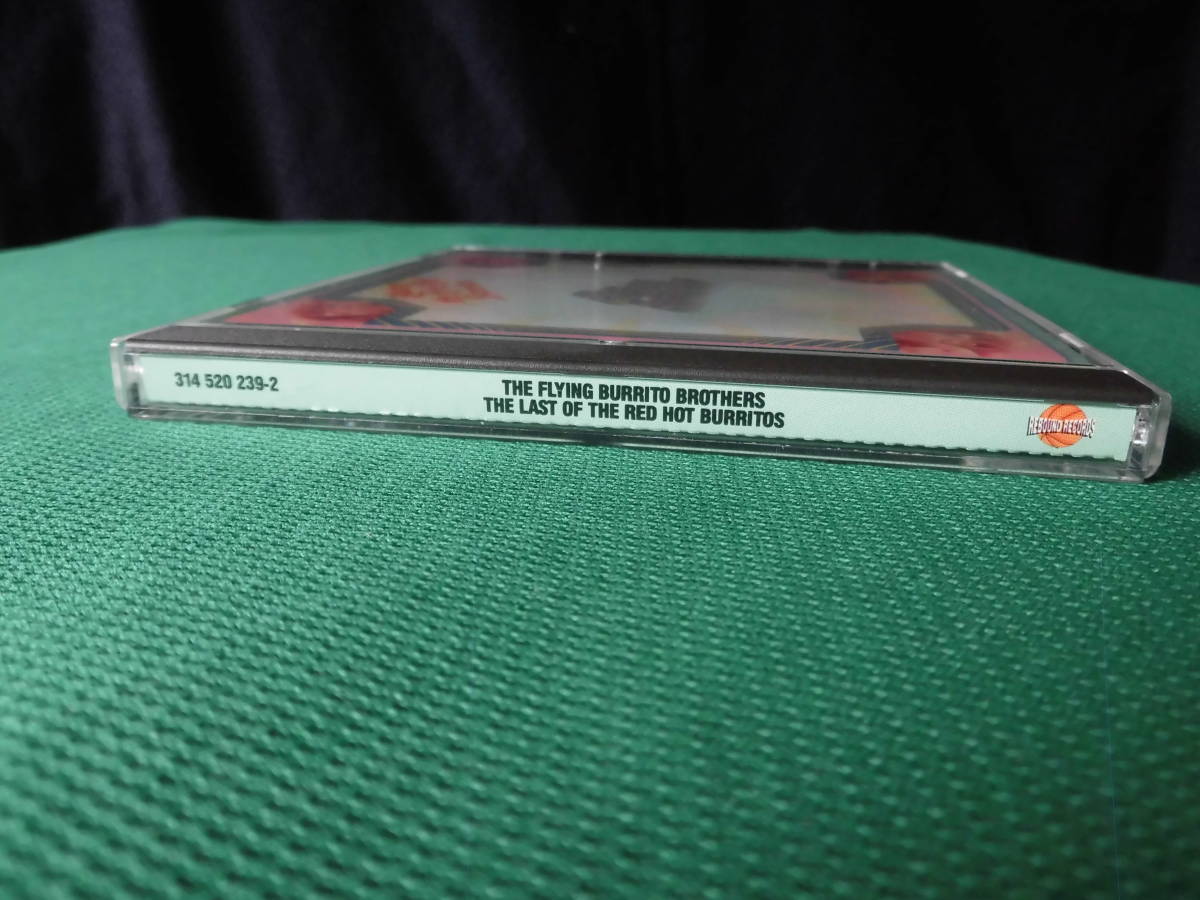 314 520 239-2
THE FLYING BURRITO BROTHERS
THE LAST OF THE RED HOT BURRITOS
REBOUND RECORDS